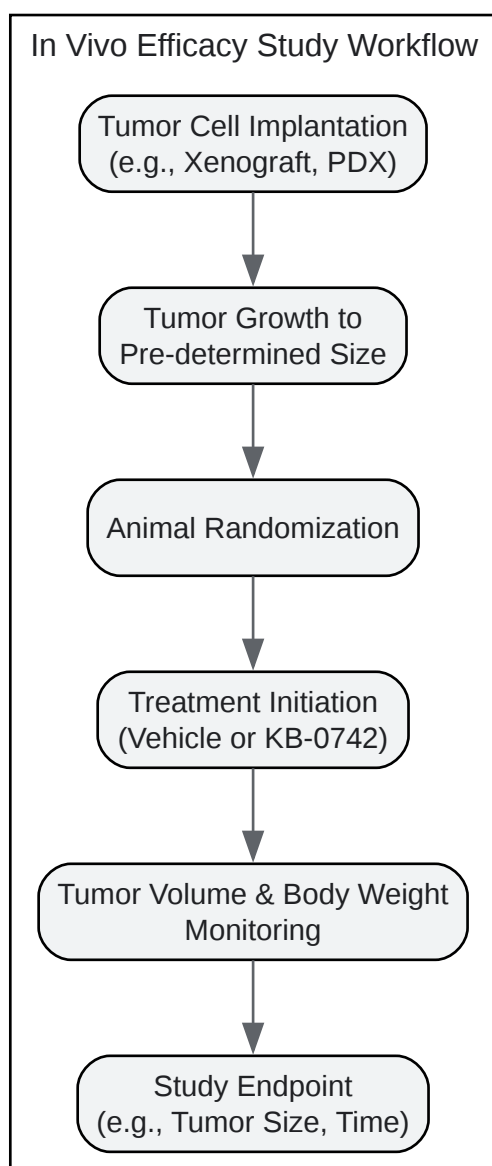 In Vivo Efficacy Study Workflow
Tumor Cell Implantation
(e.g., Xenograft, PDX)
Tumor Growth to
Pre-determined Size
Animal Randomization
Treatment Initiation
(Vehicle or KB-0742)
Tumor Volume & Body Weight
Monitoring
Study Endpoint
(e.g., Tumor Size, Time)